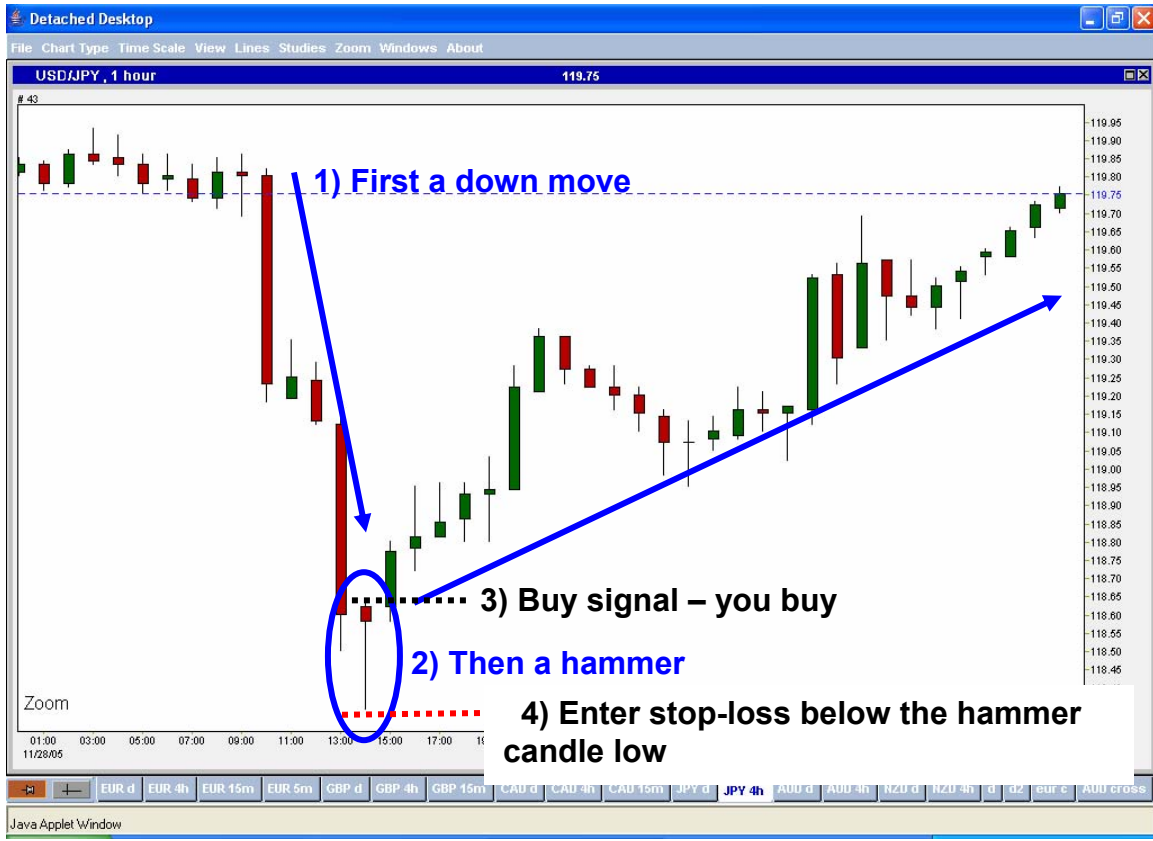 Detached Desktop
File Chart Type Time Scale View Lines Studies Zoom Windows About
USD/JPY , 1 hour 119.75
# 43
119.95
119.90
119.85
1) First a down move
119.80
119.75
119.70
119.65
119.60
119.55
119.50
119.45
119.40
119.35
119.30
119.25
119.20
119.15
119.10
119.05
119.00
118.95
118.90
118.85
118.80
118.75
118.70
118.65
3) Buy signal – you buy
118.60
118.55
118.50
2) Then a hammer
118.45
Zoom
4) Enter stop-loss below the hammer
candle low
01:00 03:00 05:00 07:00 09:00 11:00 13:00 15:00 17:00
11/28/05
EUR d EUR 4h EUR 15m EUR 5m GBP d GBP 4h GBP 15m CAD d CAD 4h CAD 15m JPY d JPY 4h AUD d AUD 4h NZD d NZD 4h d d2 eur c AUD cross
Java Applet Window